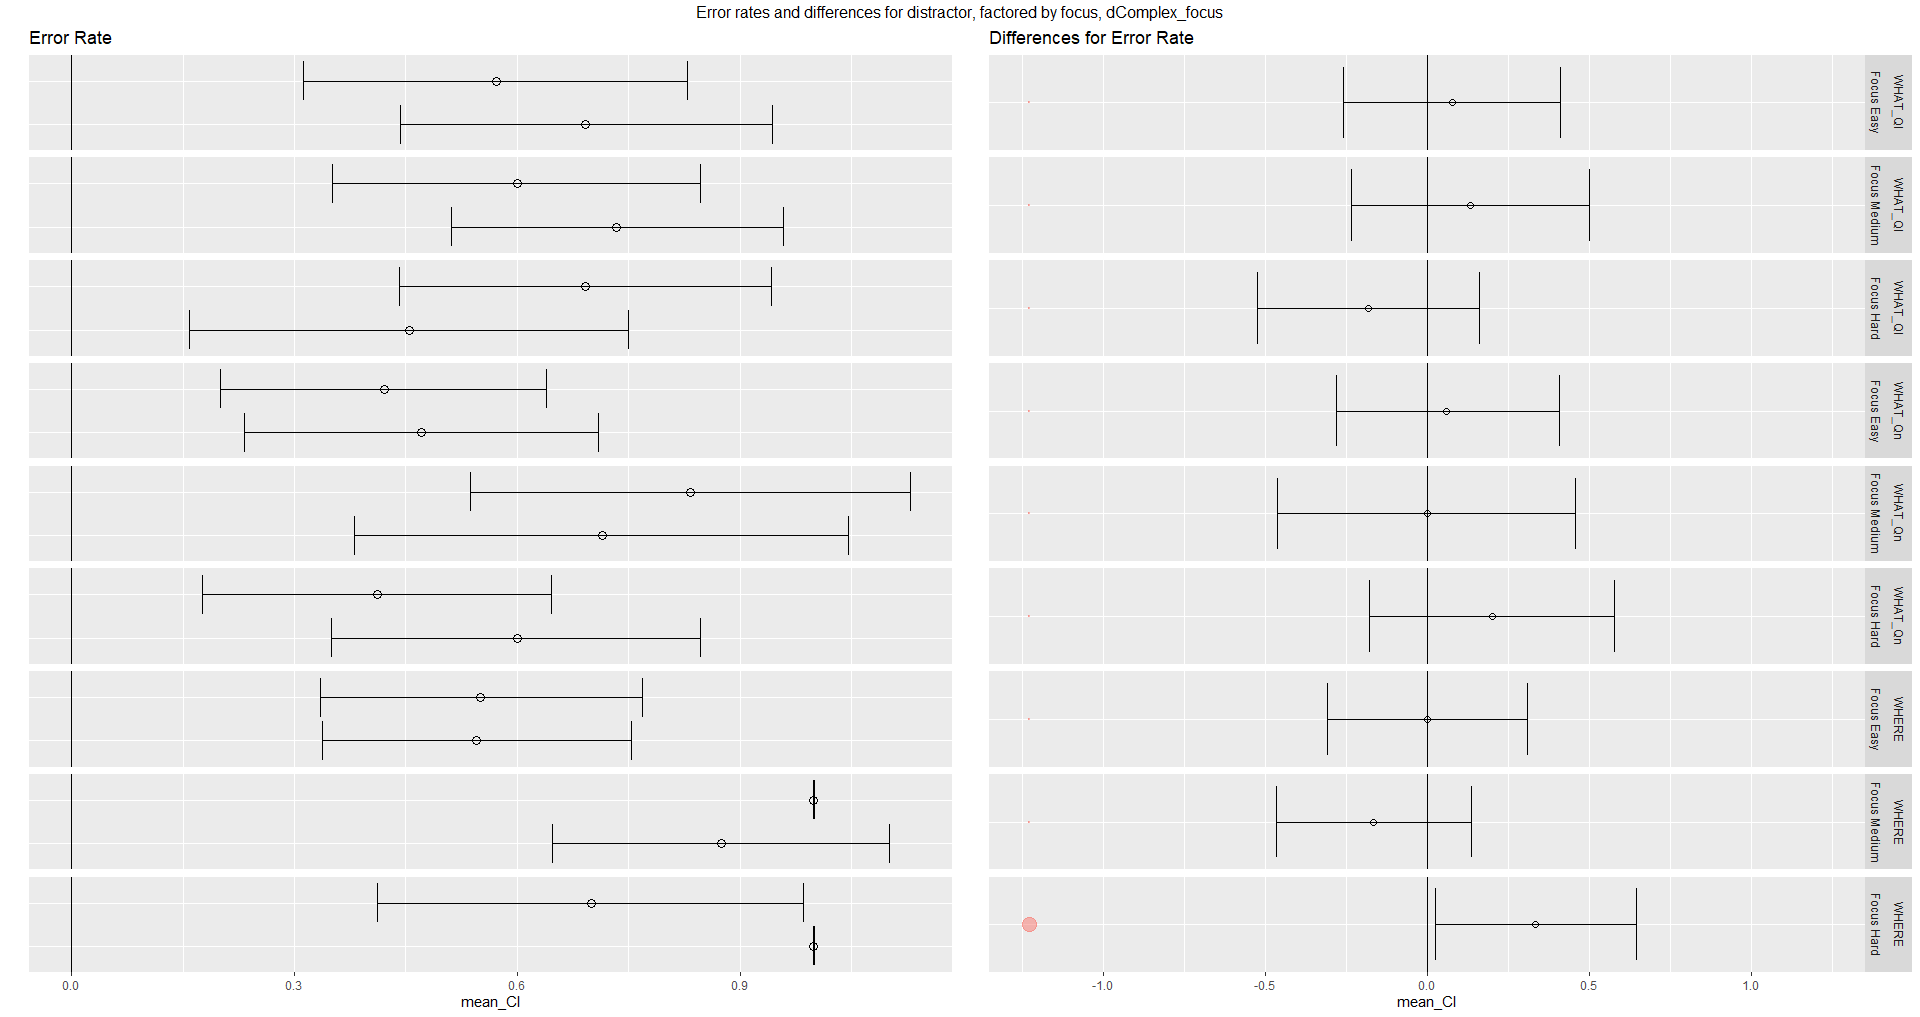 Error rates and differences for distractor, factored by focus, dComplex_focus
Error Rate
Differences for Error Rate
WHAT_Ql
Focus Easy
WHAT_Ql
Focus Medium
WHAT_Ql
Focus Hard
WHAT_Qn
Focus Easy
WHAT_Qn
Focus Medium
WHAT_Qn
Focus Hard
WHERE
Focus Easy
WHERE
Focus Medium
WHERE
Focus Hard
0.0 0.3 0.6 0.9
mean_CI
-1.0 -0.5 0.0 0.5 1.0
mean_CI